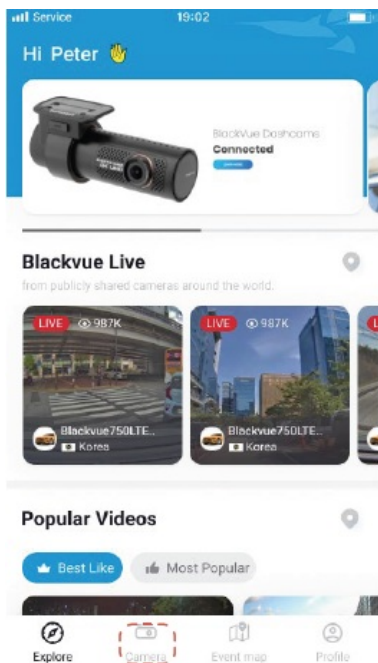 Service 19:02
Hi Peter 👋
BlackVue Dashcams
Connected
Blackvue Live
from publicly shared cameras around the world.
LIVE 987K
LIVE 987K
Blackvue750LTE..
Korea
Blackvue750LTE..
Korea
Popular Videos
Best Like Most Popular
Explore Camera Event map Profile